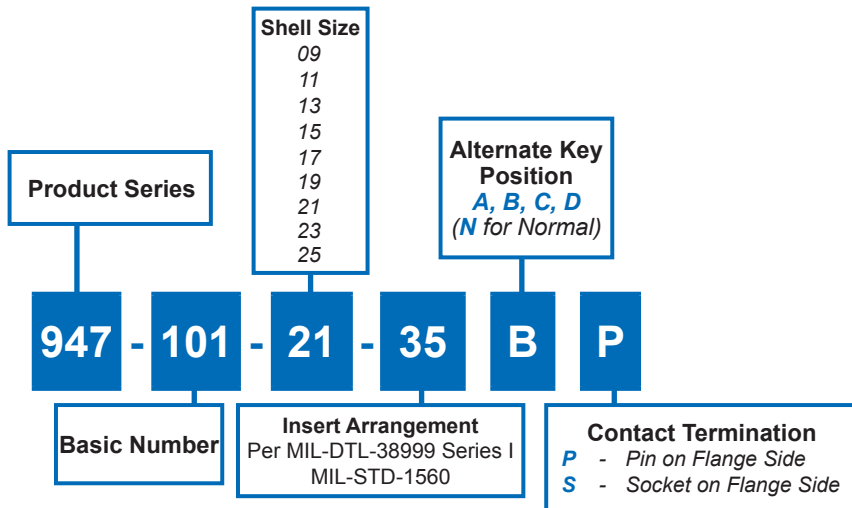 Shell Size
09
11
13
15
17
19
21
23
25
Product Series
Alternate Key
Position
A, B, C, D
(N for Normal)
947 - 101 - 21 - 35 B P
Basic Number
Insert Arrangement
Per MIL-DTL-38999 Series I
MIL-STD-1560
Contact Termination
P - Pin on Flange Side
S - Socket on Flange Side